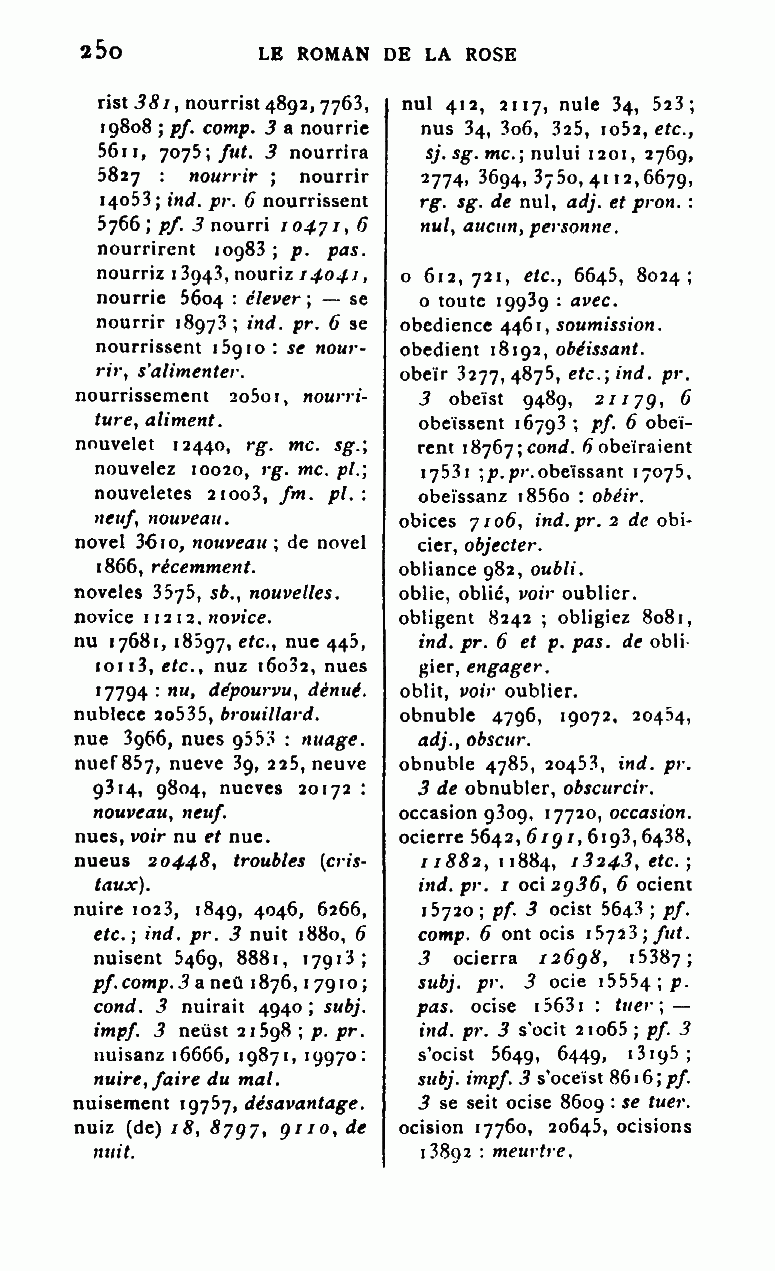 250 LE ROMAN DE LA ROSE
rist 381, nourrist 4892, 7763,
19808 ; pf. comp. 3 a nourrie
5611, 7075 ; fut. 3 nourrira
5827 : nourrir ; nourrir
14053 ; ind. pr. 6 nourrissent
5766 ; pf. 3 nourri 10471, 6
nourrirent 10983 ; p. pas.
nourriz 13943, nouriz 14041,
nourrie 5604 : élever ; — se
nourrir 18973 ; ind. pr. 6 se
nourrissent 15910 : se nour-
rir, s'alimenter.
nourrissement 20501, nourri-
ture, aliment.
nouvelet 12440, rg. mc. sg.;
nouvelez 10020, rg. mc. pl.;
nouveletes 21003, fm. pl. :
neuf, nouveau.
novel 3610, nouveau ; de novel
1866, récemment.
noveles 3575, sb., nouvelles.
novice 11212, novice.
nu 17681, 18597, etc., nue 445,
10113, etc., nuz 16032, nues
17794 : nu, dépourvu, dénué.
nublece 20535, brouillard.
nue 3966, nues 9553 : nuage.
nuef 857, nueve 39, 225, neuve
9314, 9804, nueves 20172 :
nouveau, neuf.
nues, voir nu et nue.
nueus 20448, troubles (cris-
taux).
nuire 1023, 1849, 4046, 6266,
etc. ; ind. pr. 3 nuit 1880, 6
nuisent 5469, 8881, 17913 ;
pf. comp. 3 a neü 1876, 17910 ;
cond. 3 nuirait 4940 ; subj.
impf. 3 neüst 21598 ; p. pr.
nuisanz 16666, 19871, 19970 :
nuire, faire du mal.
nuisement 19757, désavantage.
nuiz (de) 18, 8797, 9110, de
nuit.
nul 412, 2117, nule 34, 523 ;
nus 34, 306, 325, 1052, etc.,
sj. sg. mc. ; nului 1201, 2769,
2774, 3694, 3750, 4112, 6679,
rg. sg. de nul, adj. et pron. :
nul, aucun, personne.
o 612, 721, etc., 6645, 8024 ;
o toute 19939 : avec.
obedience 4461, soumission.
obedient 18192, obéissant.
obeïr 3277, 4875, etc. ; ind. pr.
3 obeïst 9489, 21179, 6
obeïssent 16793 ; pf. 6 obeï-
rent 18767 ; cond. 6 obeïraient
17531 ; p. pr. obeïssant 17075,
obeïssanz 18560 : obéir.
obices 7106, ind. pr. 2 de obi-
cier, objecter.
obliance 982, oubli.
oblie, oblié, voir oublier.
obligent 8242 ; obligiez 8081,
ind. pr. 6 et p. pas. de obli-
gier, engager.
oblit, voir oublier.
obnuble 4796, 19072, 20454,
adj., obscur.
obnuble 4785, 20453, ind. pr.
3 de obnubler, obscurcir.
occasion 9309, 17720, occasion.
ocierre 5642, 6191, 6193, 6438,
11882, 11884, 13243, etc. ;
ind. pr. 1 oci 2936, 6 ocient
15720 ; pf. 3 ocist 5643 ; pf.
comp. 6 ont ocis 15723 ; fut.
3 ocierra 12698, 15387 ;
subj. pr. 3 ocie 15554 ; p.
pas. ocise 15631 : tuer ; —
ind. pr. 3 s'ocit 21065 ; pf. 3
s'ocist 5649, 6449, 13195 ;
subj. impf. 3 s'oceïst 8616 ; pf.
3 se seit ocise 8609 : se tuer.
ocision 17760, 20645, ocisions
13892 : meurtre.